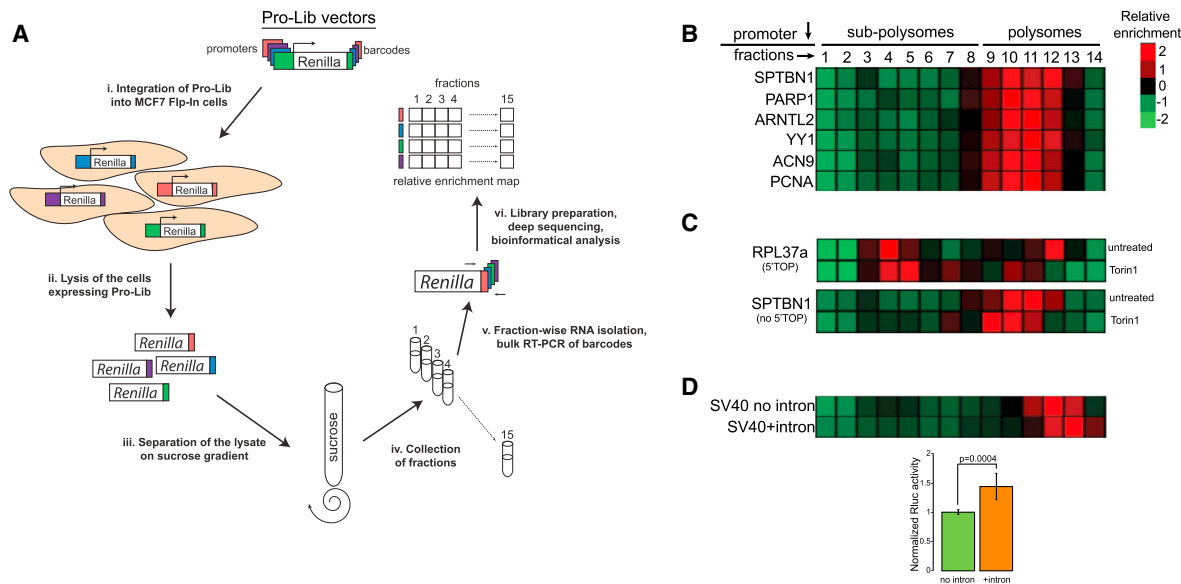 A
Pro-Lib vectors
promoters
barcodes
Renilla
i. Integration of Pro-Lib
into MCF7 Flp-In cells
Renilla
Renilla
Renilla
Renilla
ii. Lysis of the cells
expressing Pro-Lib
Renilla
Renilla
Renilla
Renilla
iii. Separation of the lysate
on sucrose gradient
sucrose
iv. Collection
of fractions
1
2
3
4
15
v. Fraction-wise RNA isolation,
bulk RT-PCR of barcodes
Renilla
vi. Library preparation,
deep sequencing,
bioinformatical analysis
fractions
1 2 3 4 15
relative enrichment map
B
promoter
sub-polysomes
polysomes
fractions
1 2 3 4 5 6 7 8 9 10 11 12 13 14
SPTBN1
PARP1
ARNTL2
YY1
ACN9
PCNA
Relative
enrichment
2
1
0
-1
-2
C
RPL37a
(5'TOP)
untreated
Torin1
SPTBN1
(no 5'TOP)
untreated
Torin1
D
SV40 no intron
SV40+intron
Normalized Rluc activity
2
1.5
1
0.5
0
p=0.0004
no intron
+intron